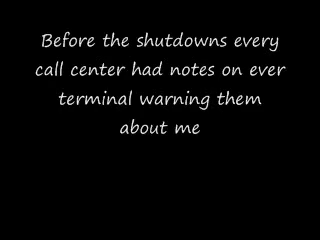 Before the shutdowns every
call center had notes on ever
terminal warning them
about me